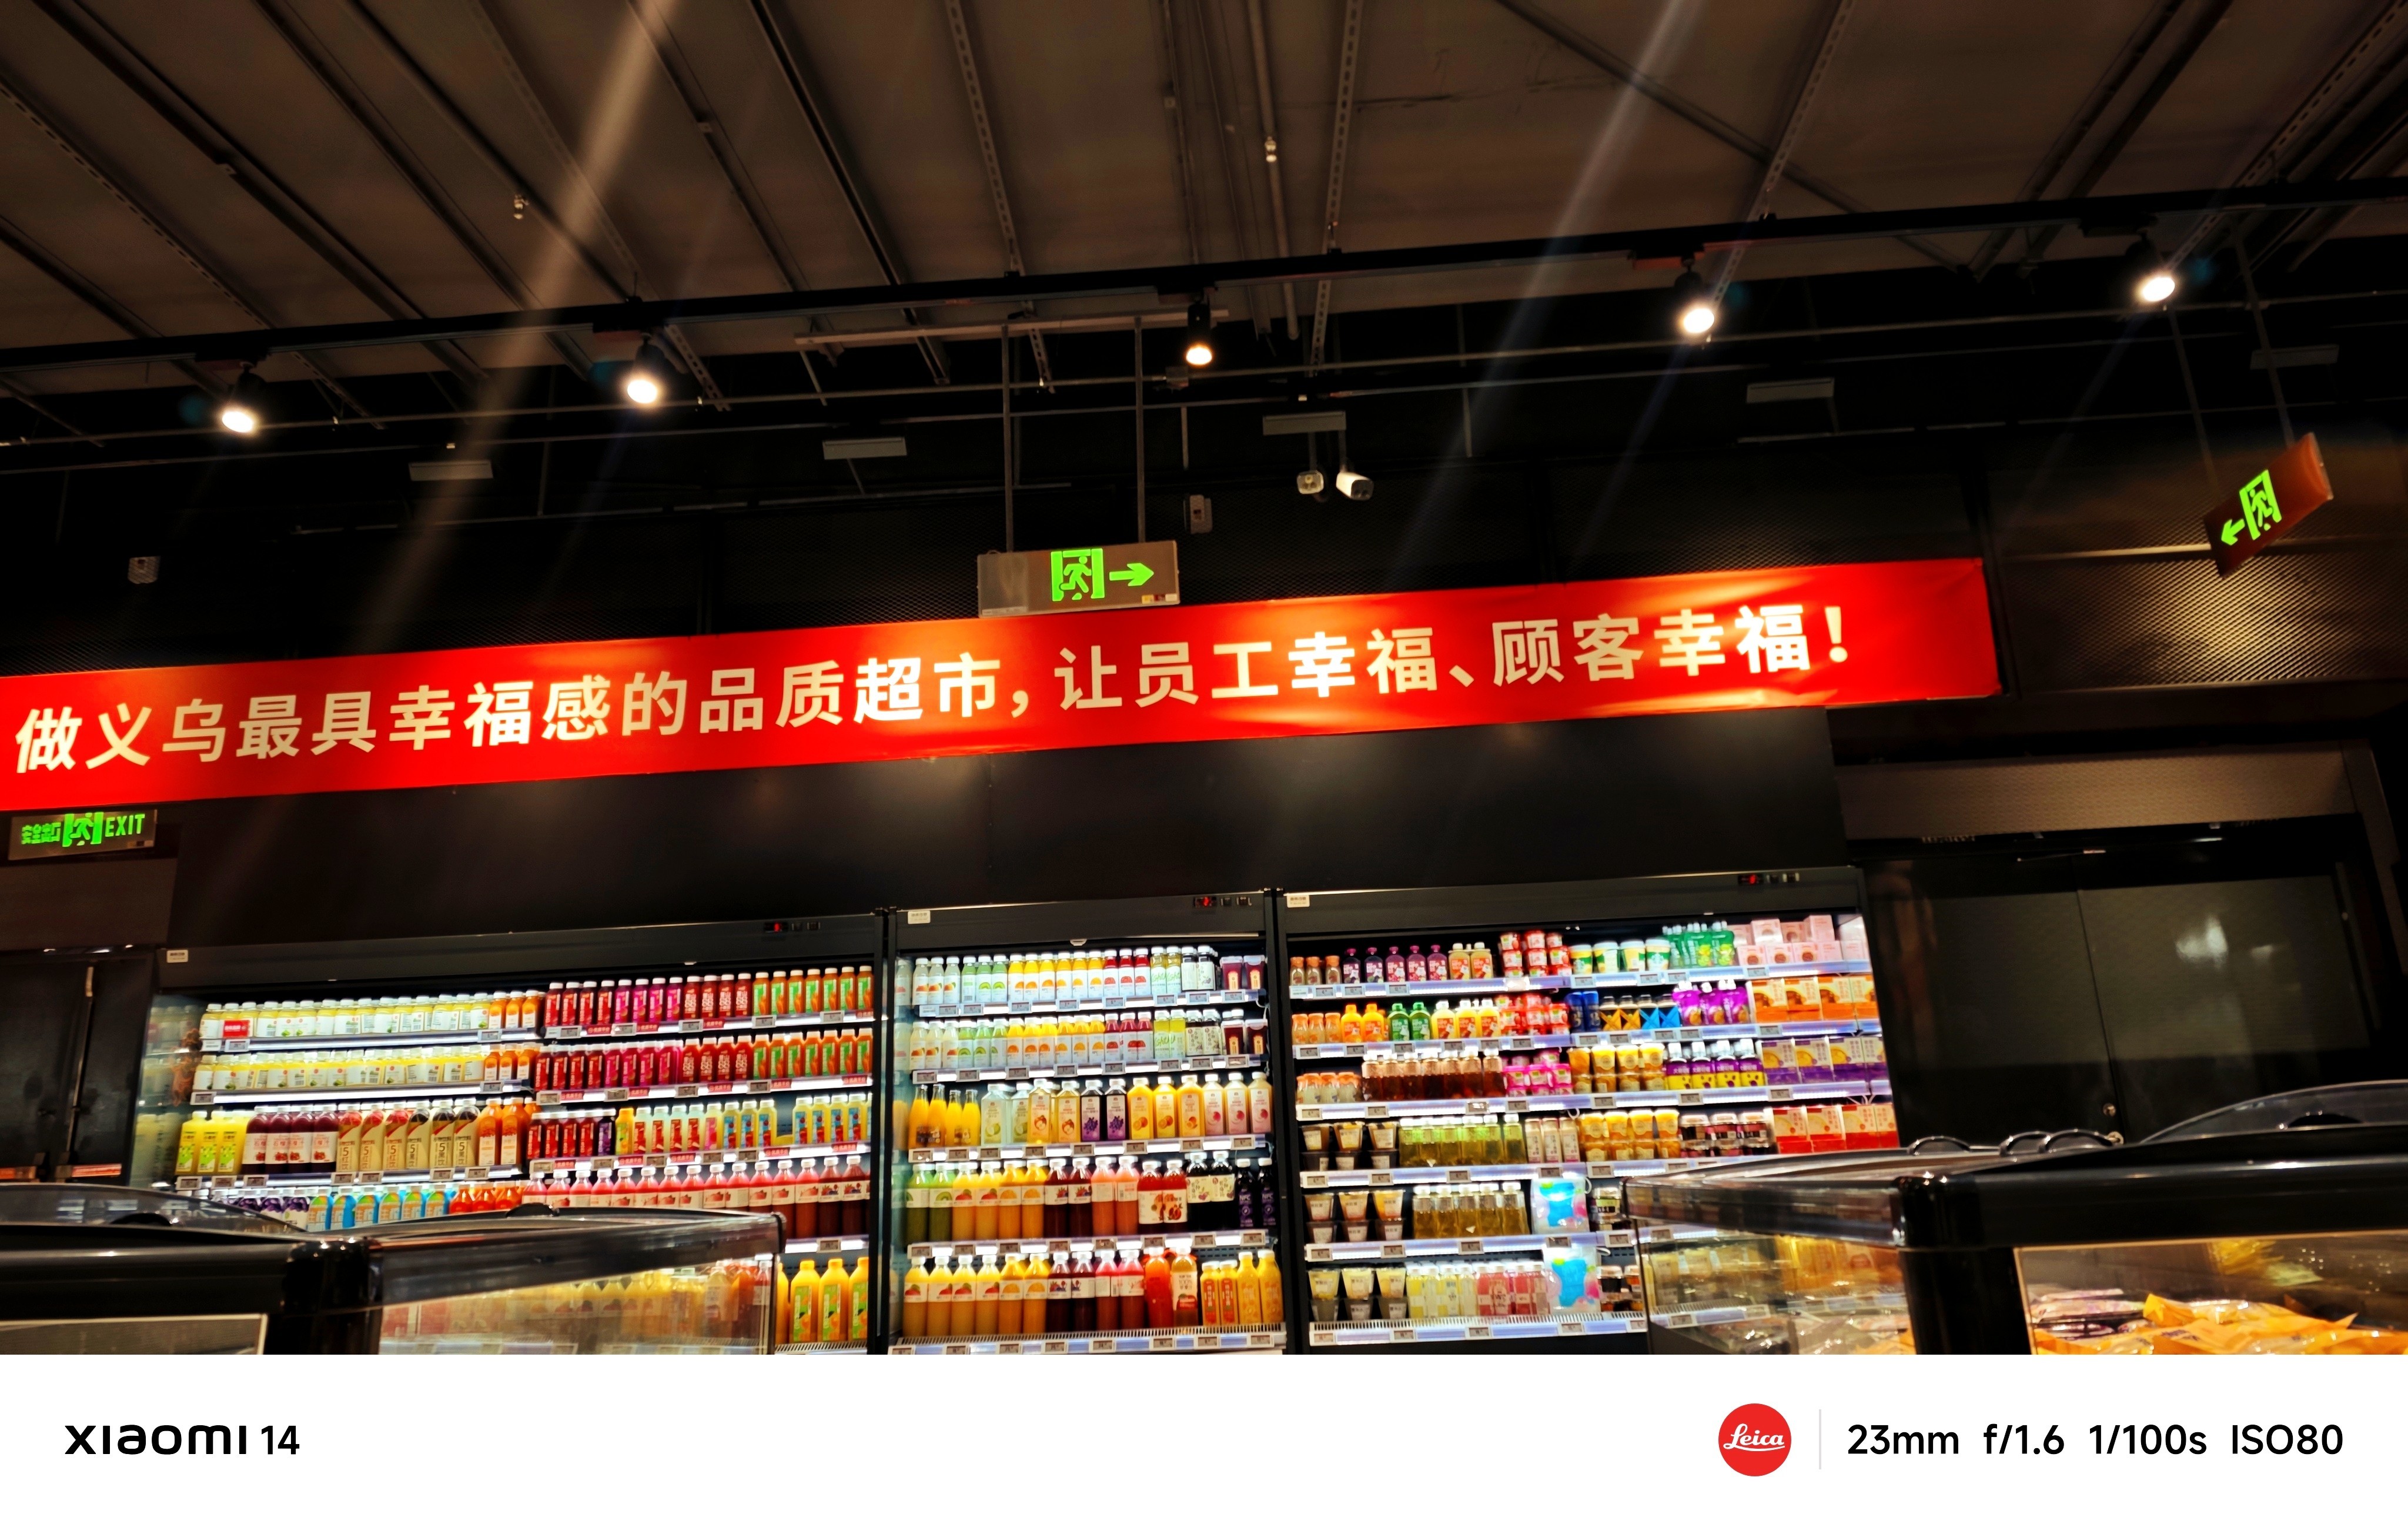 做义乌最具幸福感的品质超市，让员工幸福、顾客幸福！
EXIT
xiaomi 14
Leica
23mm f/1.6 1/100s ISO80